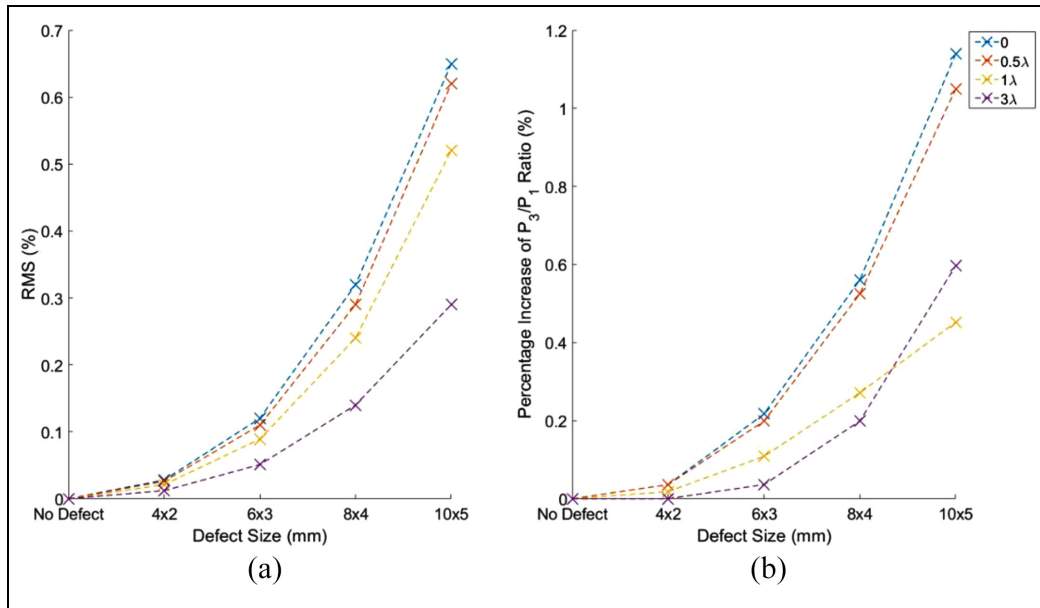 0.7
0.6
0.5
0.4
0.3
0.2
0.1
0
RMS (%)
No Defect 4x2 6x3 8x4 10x5
Defect Size (mm)
(a)
1.2
1
0.8
0.6
0.4
0.2
0
Percentage Increase of P3/P1 Ratio (%)
No Defect 4x2 6x3 8x4 10x5
Defect Size (mm)
(b)
0
0.5λ
1λ
3λ